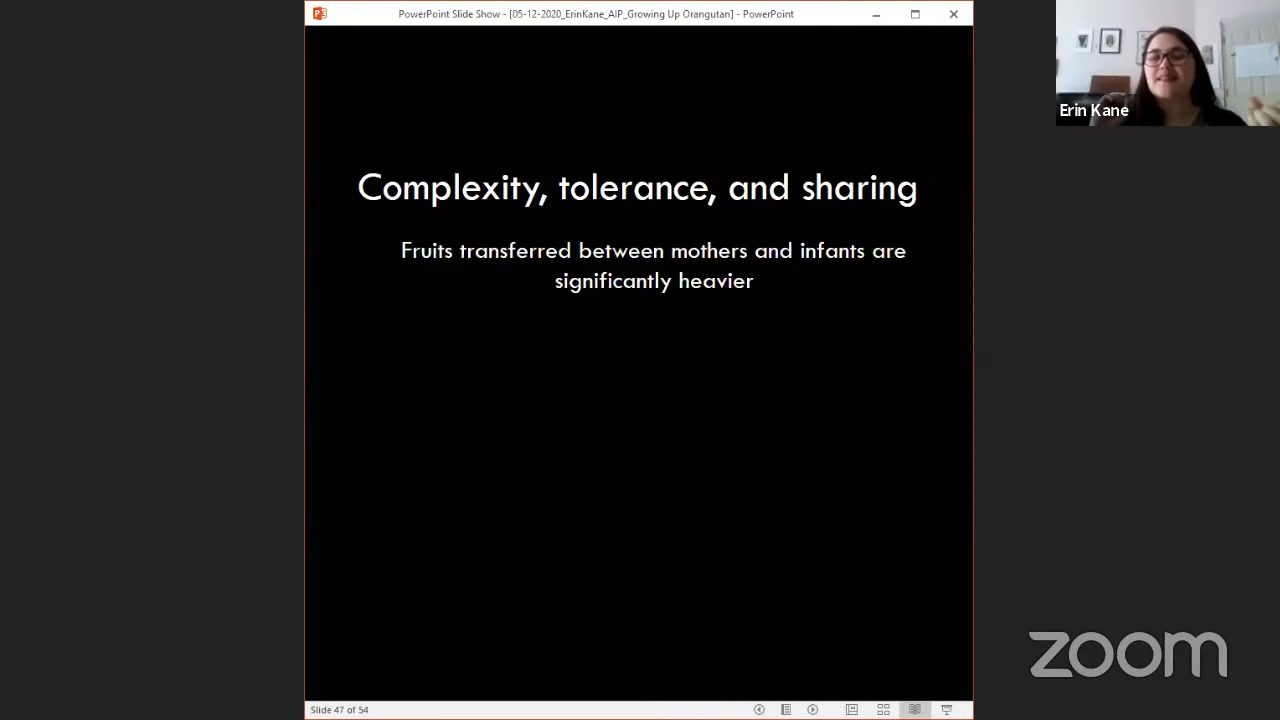 PowerPoint Slide Show - [05-12-2020_ErinKane_AIP_Growing Up Orangutan] - PowerPoint
Erin Kane
Complexity, tolerance, and sharing
Fruits transferred between mothers and infants are
significantly heavier
zoom
Slide 47 of 54